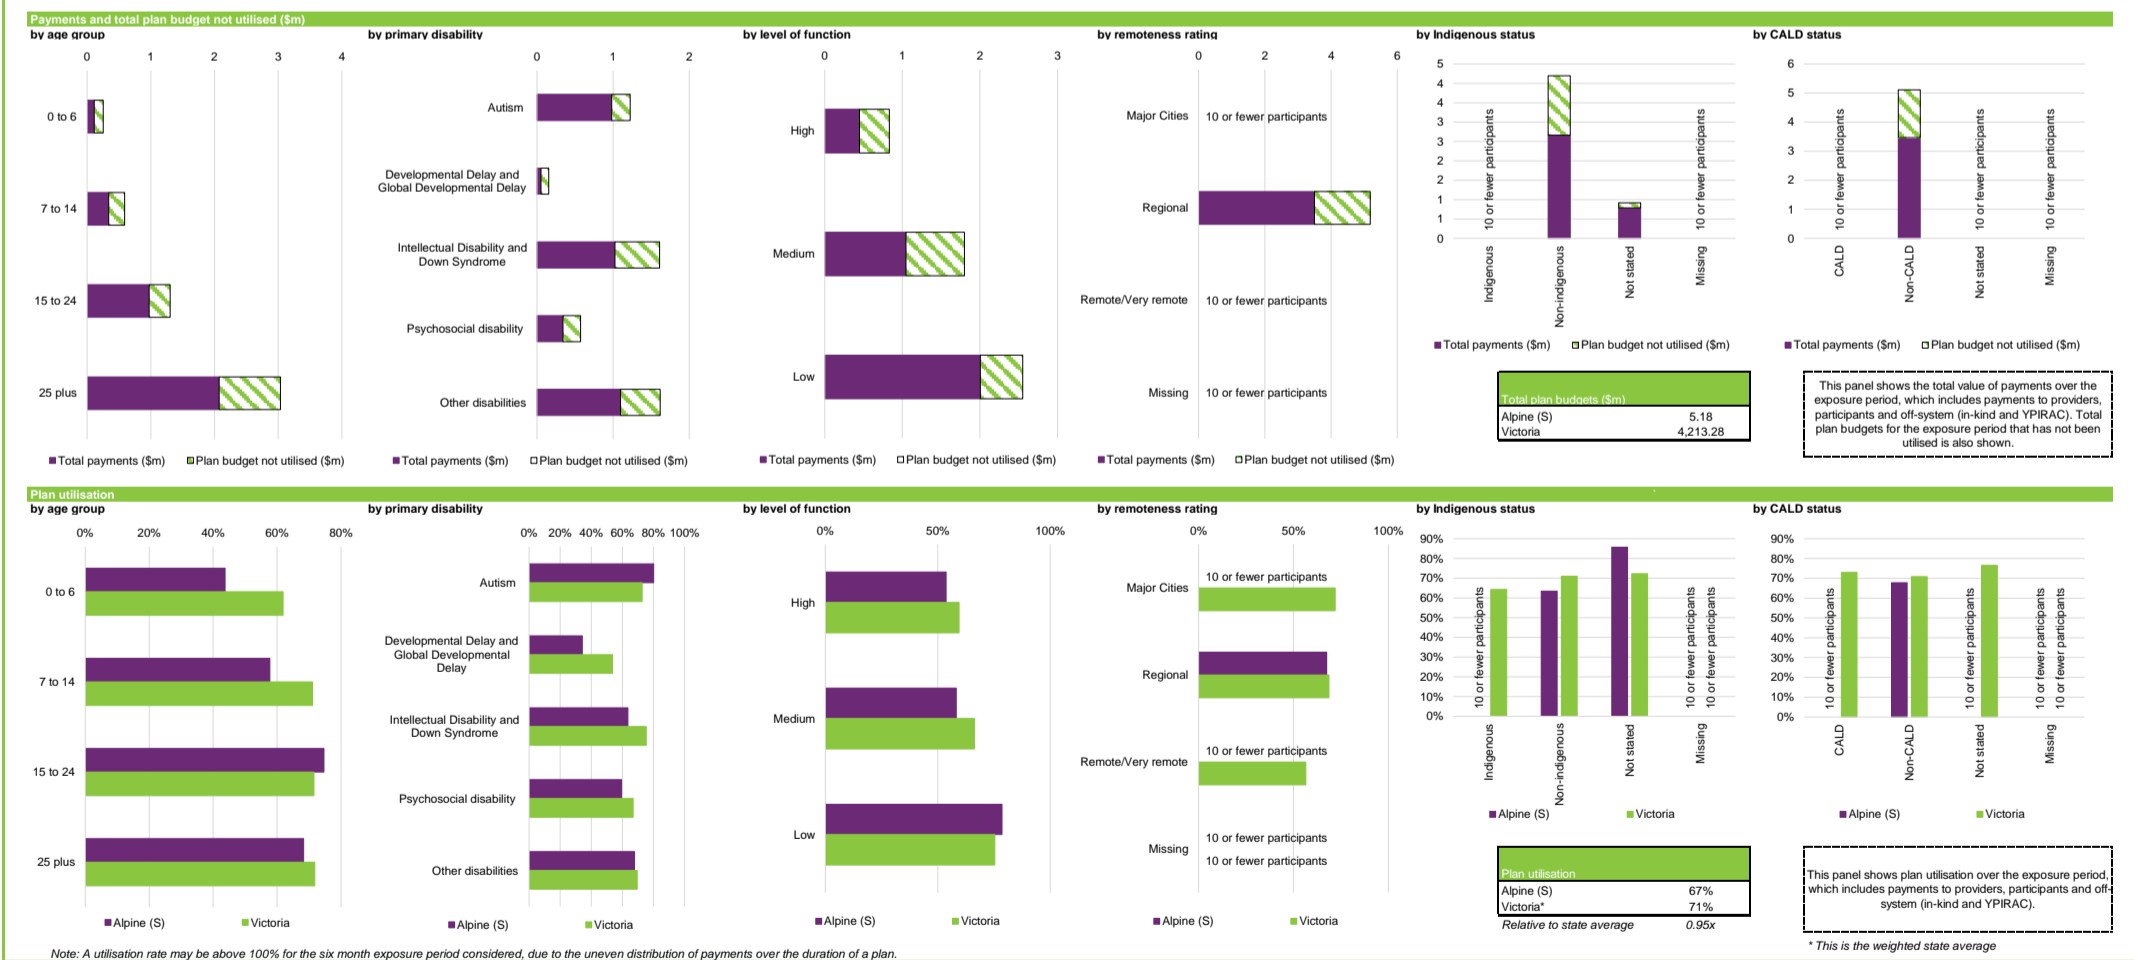 Payments and total plan budget not utilised ($m)
by age group
0 1 2 3 4
0 to 6
7 to 14
15 to 24
25 plus
Total payments ($m) Plan budget not utilised ($m)
by primary disability
0 1 2
Autism
Developmental Delay and
Global Developmental Delay
Intellectual Disability and
Down Syndrome
Psychosocial disability
Other disabilities
Total payments ($m) Plan budget not utilised ($m)
by level of function
0 1 2 3
High
Medium
Low
Total payments ($m) Plan budget not utilised ($m)
by remoteness rating
0 2 4 6
Major Cities 10 or fewer participants
Regional
Remote/Very remote 10 or fewer participants
Missing 10 or fewer participants
Total payments ($m) Plan budget not utilised ($m)
by Indigenous status
5
4
4
3
3
2
2
1
1
0
10 or fewer participants
10 or fewer participants
Indigenous
Non-indigenous
Not stated
Missing
Total payments ($m) Plan budget not utilised ($m)
Total plan budgets ($m)
Alpine (S) 5.18
Victoria 4,213.28
by CALD status
6
5
4
3
2
1
0
10 or fewer participants
10 or fewer participants
10 or fewer participants
CALD
Non-CALD
Not stated
Missing
Total payments ($m) Plan budget not utilised ($m)
This panel shows the total value of payments over the
exposure period, which includes payments to providers,
participants and off-system (in-kind and YPIRAC). Total
plan budgets for the exposure period that has not been
utilised is also shown.
Plan utilisation
by age group
0% 20% 40% 60% 80%
0 to 6
7 to 14
15 to 24
25 plus
Alpine (S) Victoria
by primary disability
0% 20% 40% 60% 80% 100%
Autism
Developmental Delay and
Global Developmental
Delay
Intellectual Disability and
Down Syndrome
Psychosocial disability
Other disabilities
Alpine (S) Victoria
by level of function
0% 50% 100%
High
Medium
Low
Alpine (S) Victoria
by remoteness rating
0% 50% 100%
10 or fewer participants
Major Cities
Regional
10 or fewer participants
Remote/Very remote
10 or fewer participants
Missing
10 or fewer participants
Alpine (S) Victoria
by Indigenous status
90%
80%
70%
60%
50%
40%
30%
20%
10%
0%
10 or fewer participants
10 or fewer participants
10 or fewer participants
Indigenous
Non-indigenous
Not stated
Missing
Alpine (S) Victoria
Plan utilisation
Alpine (S) 67%
Victoria* 71%
Relative to state average 0.95x
by CALD status
90%
80%
70%
60%
50%
40%
30%
20%
10%
0%
10 or fewer participants
10 or fewer participants
10 or fewer participants
10 or fewer participants
CALD
Non-CALD
Not stated
Missing
Alpine (S) Victoria
This panel shows plan utilisation over the exposure period,
which includes payments to providers, participants and off-
system (in-kind and YPIRAC).
* This is the weighted state average
Note: A utilisation rate may be above 100% for the six month exposure period considered, due to the uneven distribution of payments over the duration of a plan.